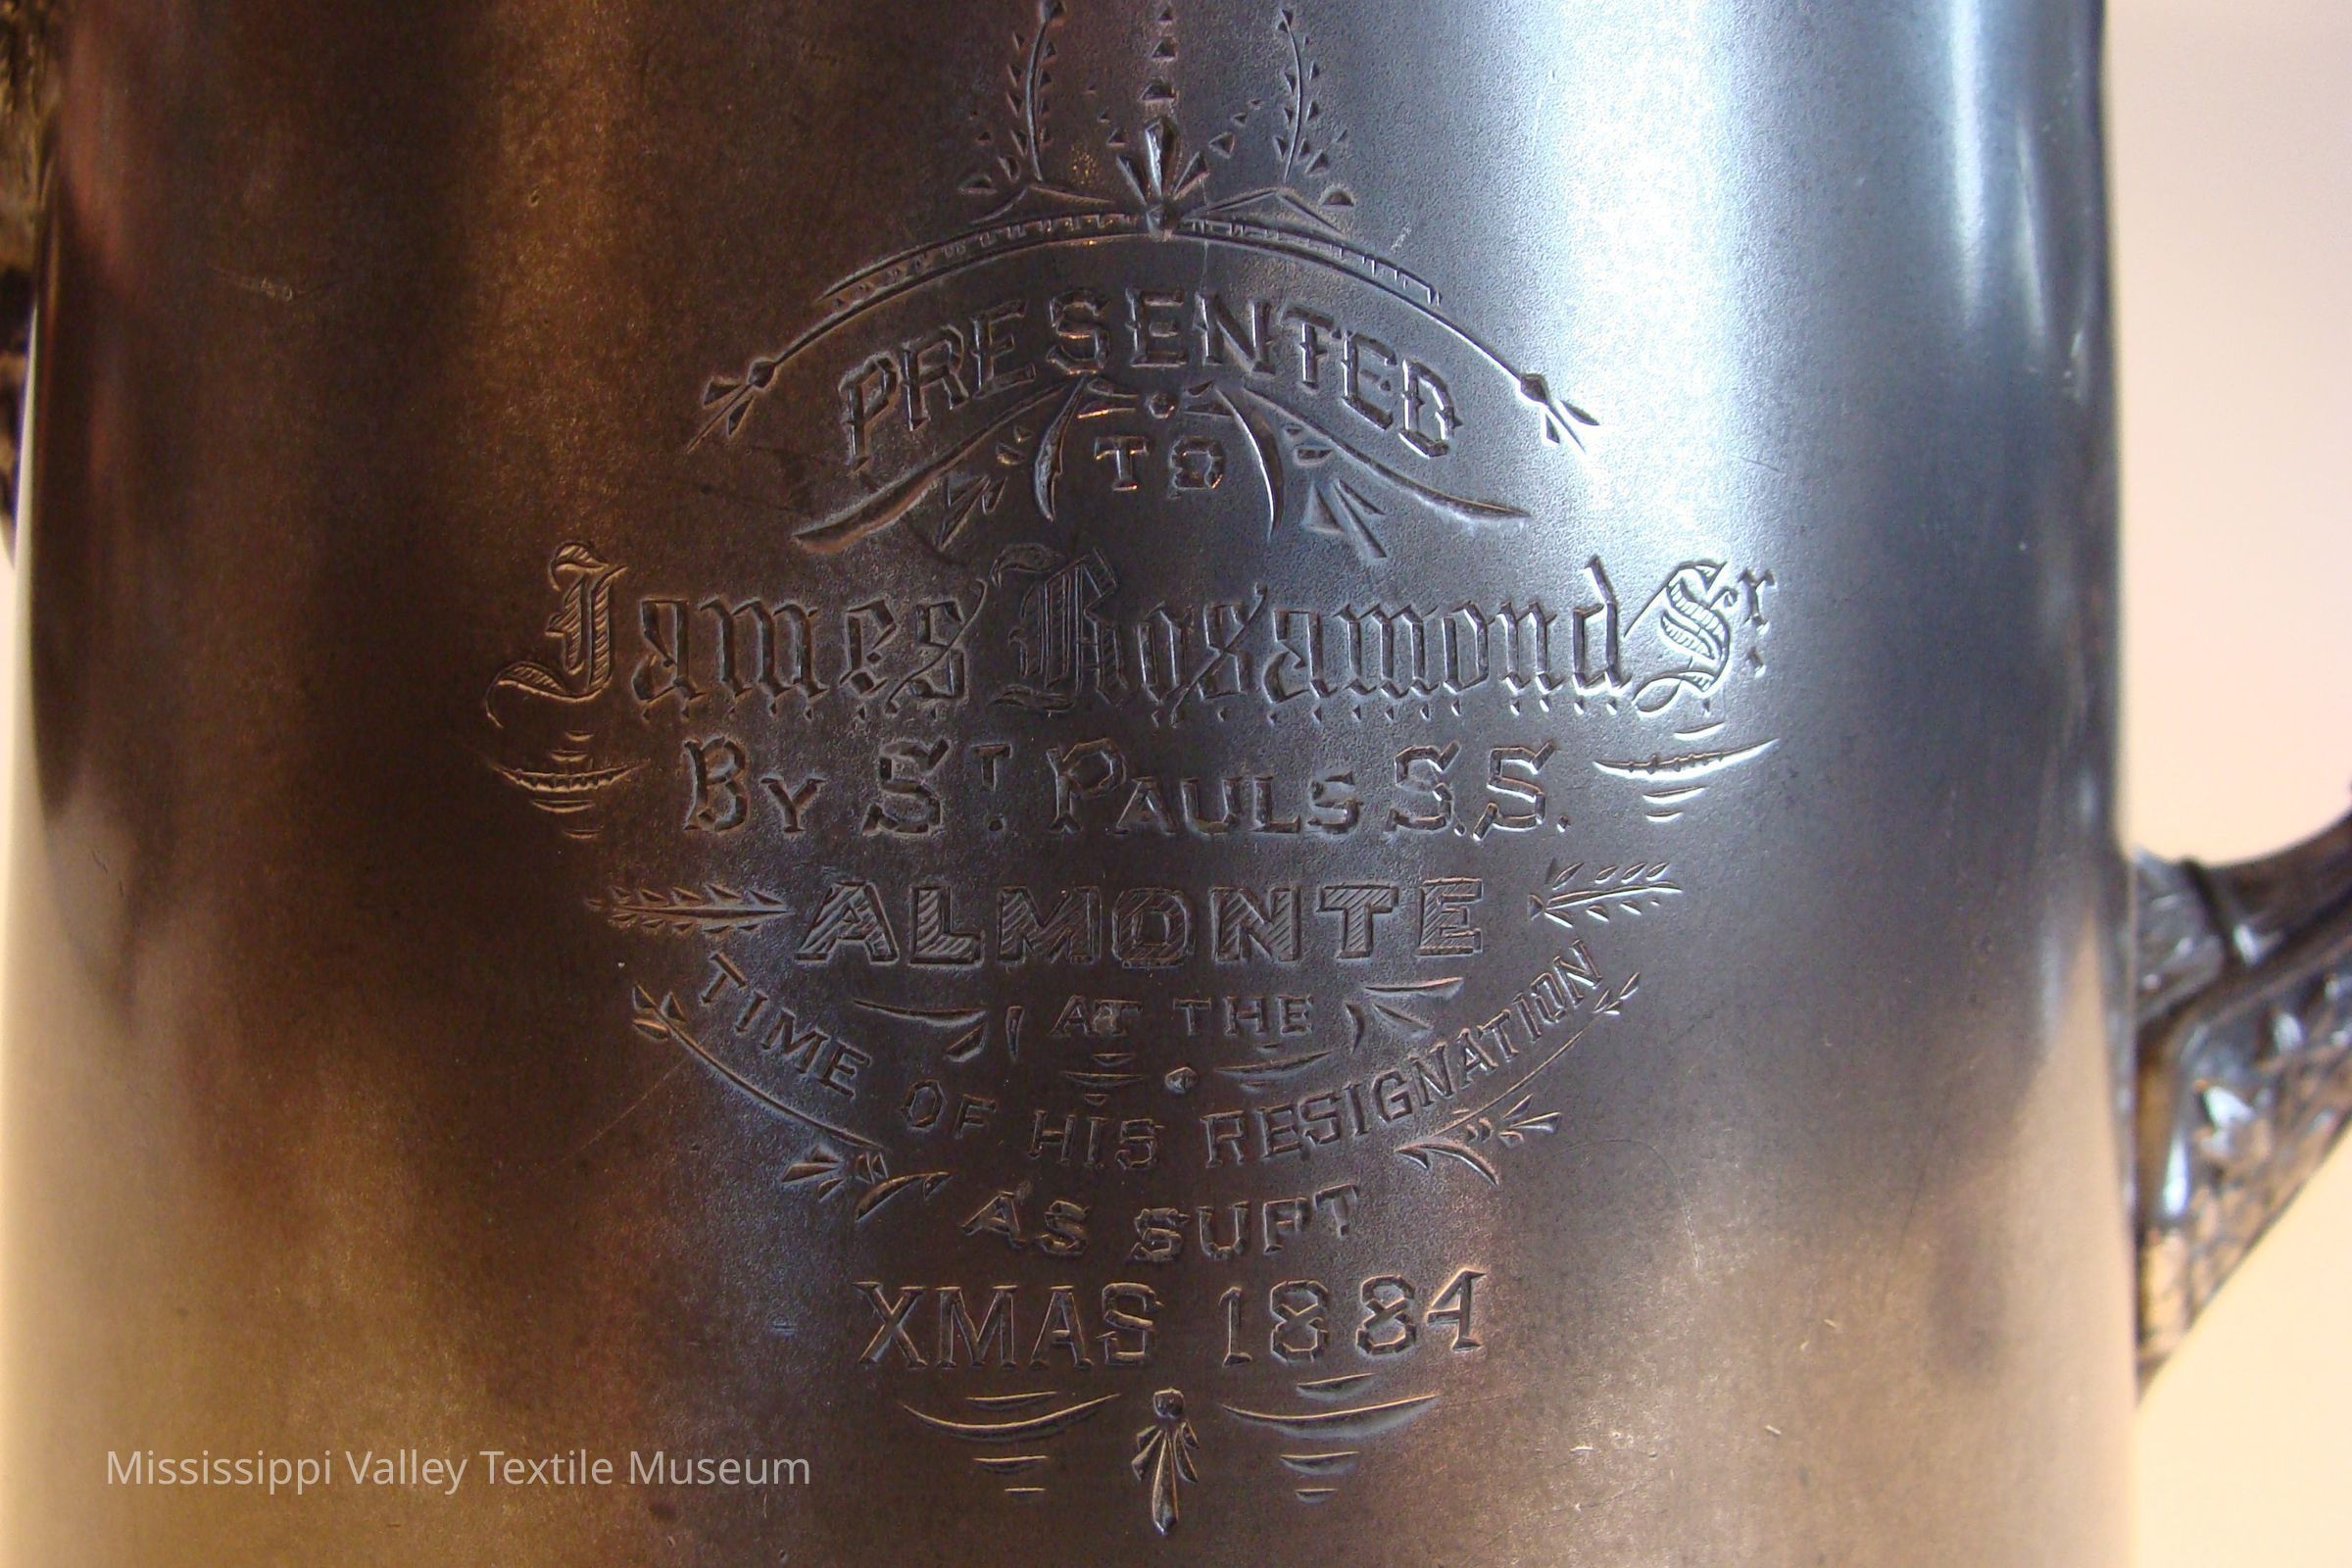 PRESENTED
TO
James Rosamond Sr.
BY ST. PAULS S.S.
ALMONTE
AT THE
TIME OF HIS RESIGNATION
AS SUPT
XMAS 1884
Mississippi Valley Textile Museum